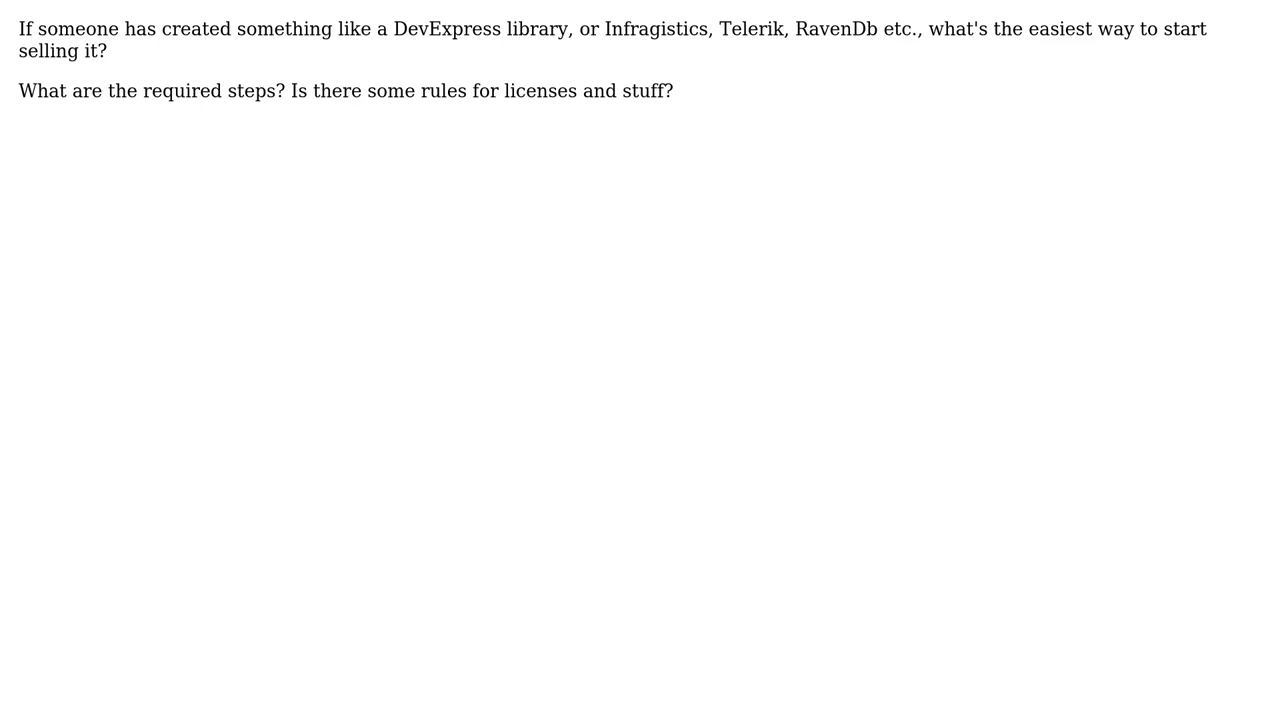 If someone has created something like a DevExpress library, or Infragistics, Telerik, RavenDb etc., what's the easiest way to start
selling it?
What are the required steps? Is there some rules for licenses and stuff?